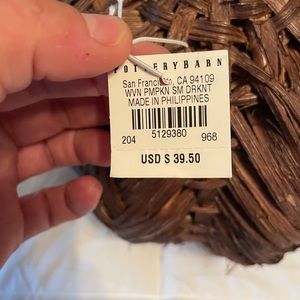 POTTERYBARN
San Francisco, CA 94109
WVN PMPKN SM DRKNT
MADE IN PHILIPPINES
5129380
204 968
USD $ 39.50